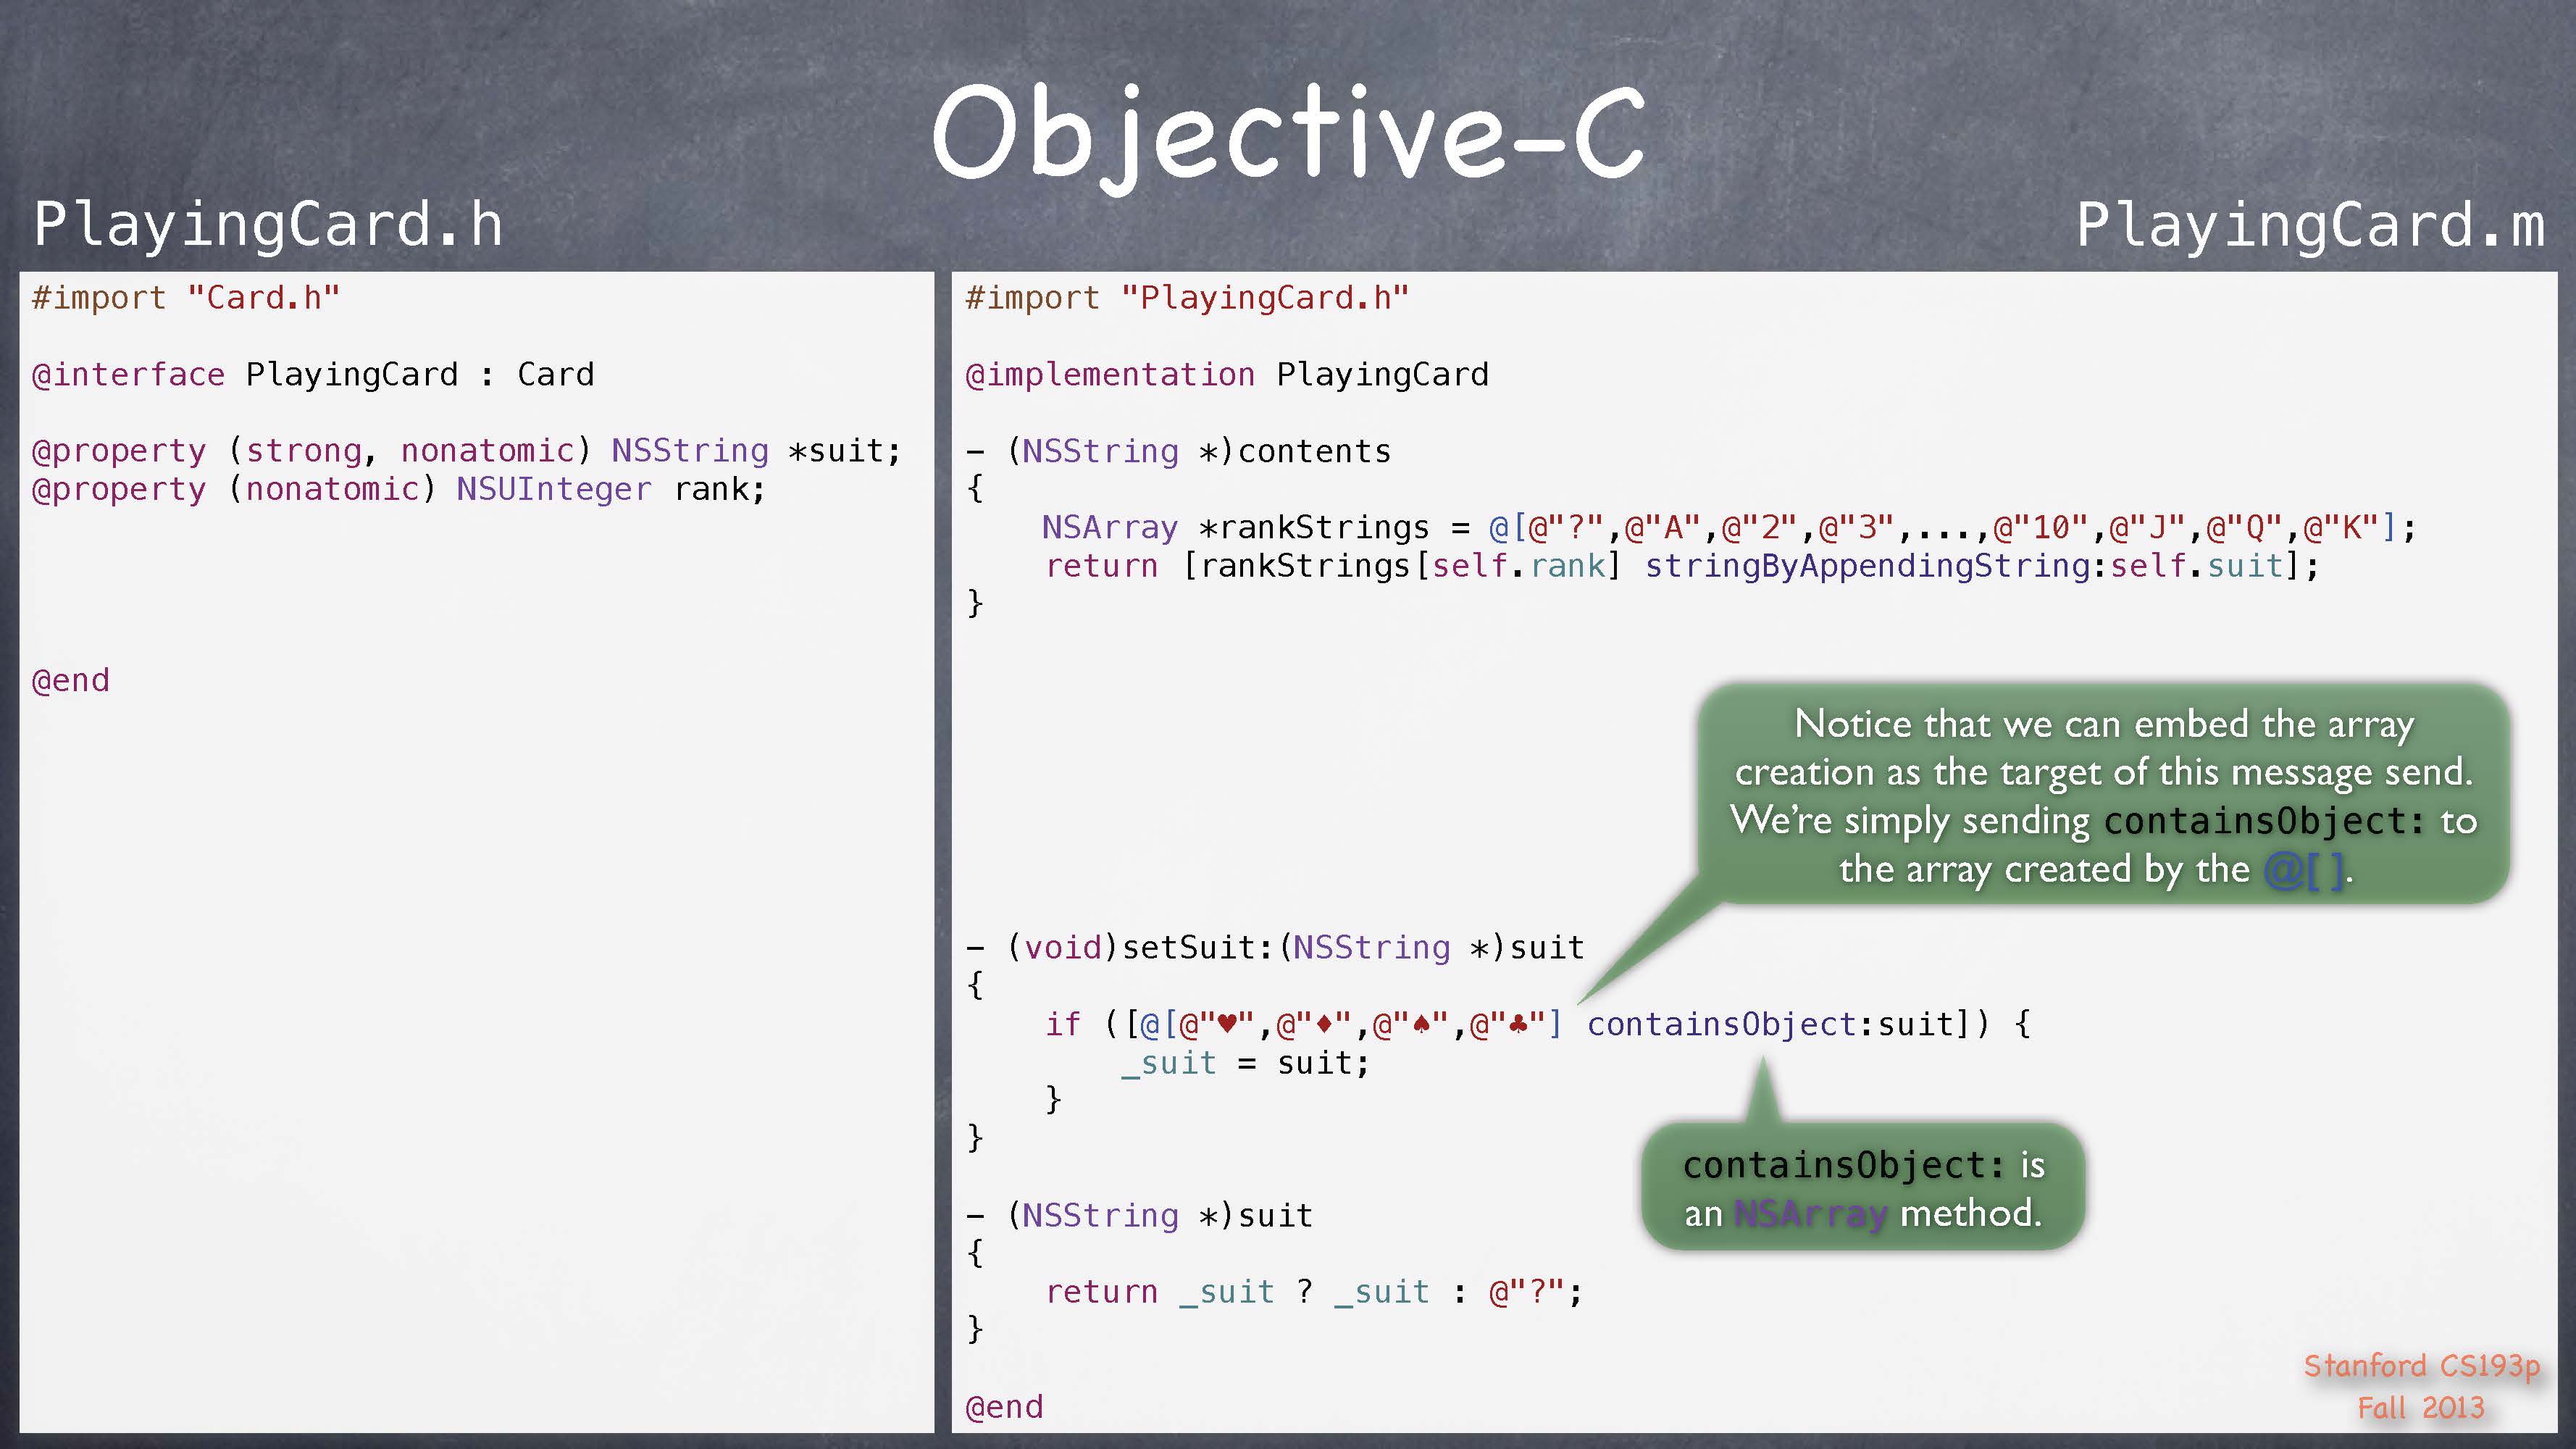 Objective-C
PlayingCard.h
PlayingCard.m
#import "Card.h"
@interface PlayingCard : Card
@property (strong, nonatomic) NSString *suit;
@property (nonatomic) NSUInteger rank;
@end
#import "PlayingCard.h"
@implementation PlayingCard
- (NSString *)contents
{
    NSArray *rankStrings = @[@"?",@"A",@"2",@"3",...,@"10",@"J",@"Q",@"K"];
    return [rankStrings[self.rank] stringByAppendingString:self.suit];
}
Notice that we can embed the array
creation as the target of this message send.
We’re simply sending containsObject: to
the array created by the @[ ].
- (void)setSuit:(NSString *)suit
{
    if ([@[@"♥",@"♦",@"♠",@"♣"] containsObject:suit]) {
        _suit = suit;
    }
}
containsObject: is
an NSArray method.
- (NSString *)suit
{
    return _suit ? _suit : @"?";
}
@end
Stanford CS193p
Fall 2013